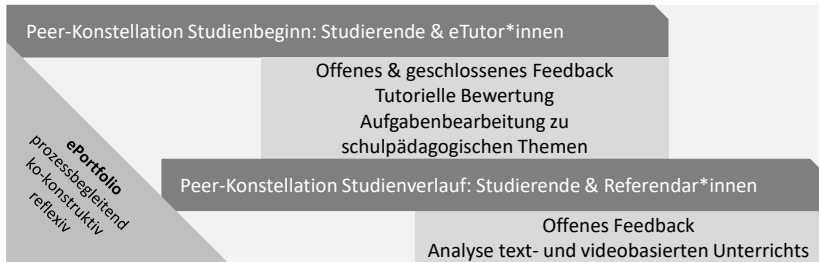 Peer-Konstellation Studienbeginn: Studierende & eTutor*innen
Offenes & geschlossenes Feedback
Tutorielle Bewertung
Aufgabenbearbeitung zu
schulpädagogischen Themen
ePortfolio
prozessbegleitend
ko-konstruktiv
reflexiv
Peer-Konstellation Studienverlauf: Studierende & Referendar*innen
Offenes Feedback
Analyse text- und videobasierten Unterrichts